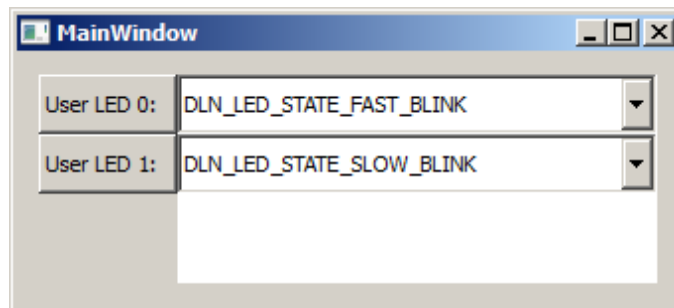 MainWindow
User LED 0: DLN_LED_STATE_FAST_BLINK
User LED 1: DLN_LED_STATE_SLOW_BLINK